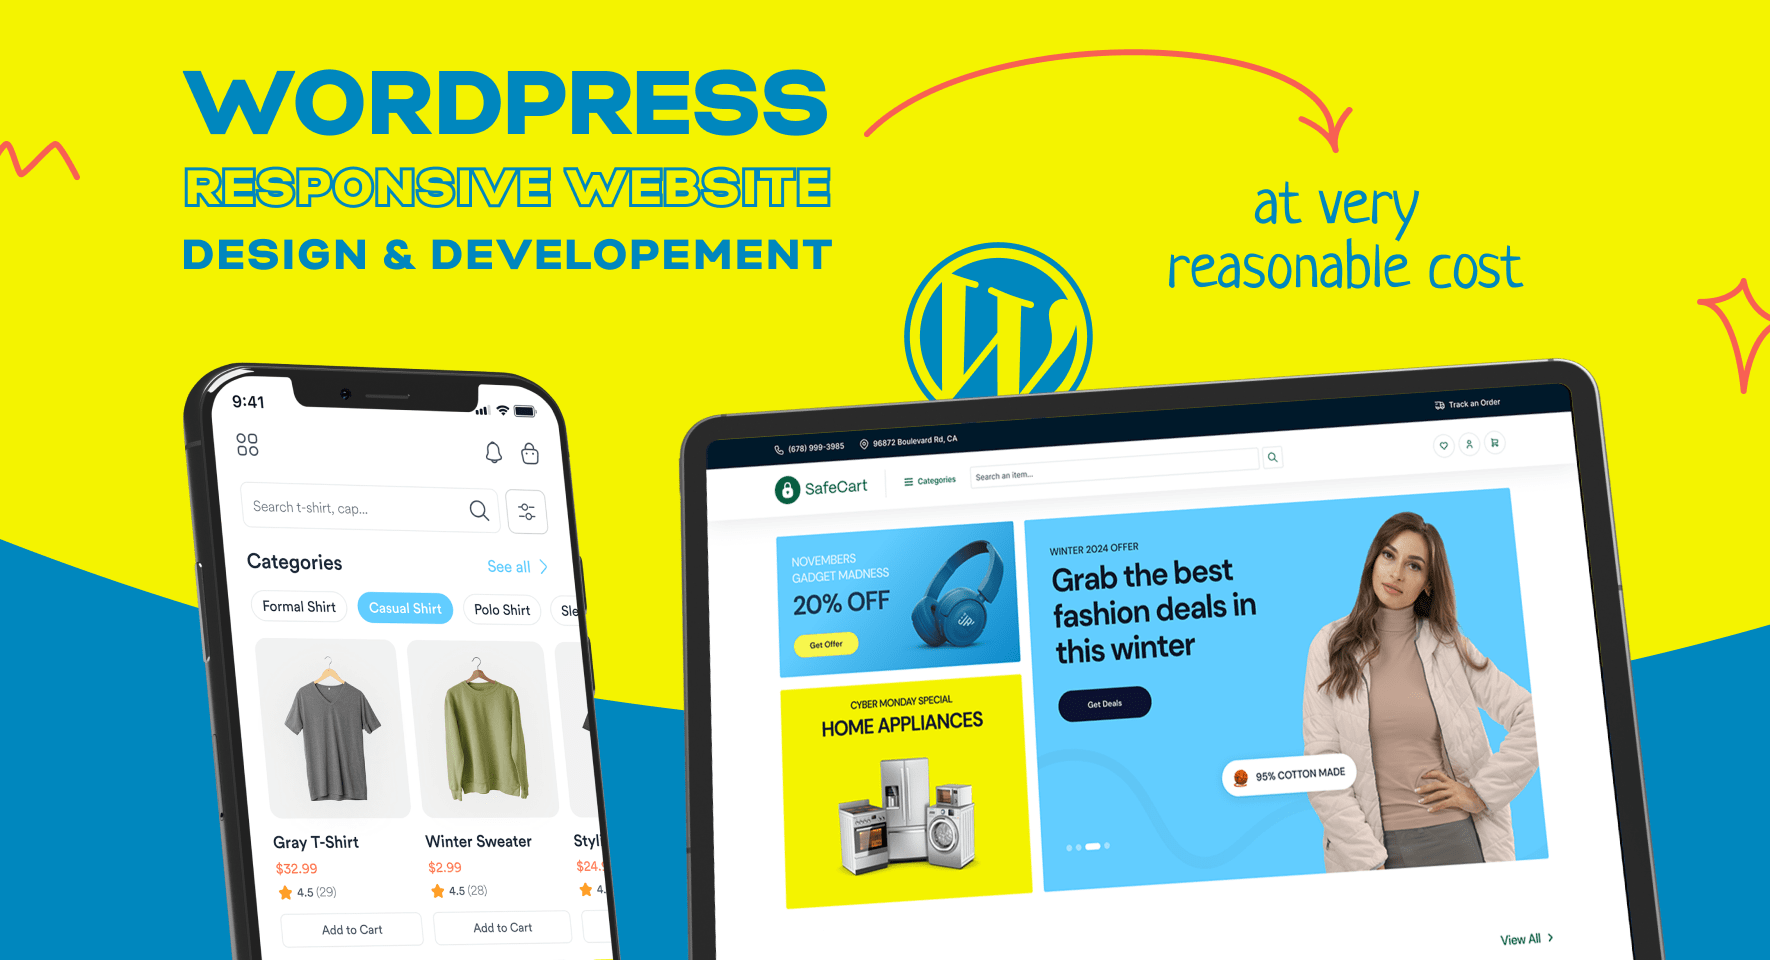 WORDPRESS
RESPONSIVE WEBSITE
DESIGN & DEVELOPEMENT
at very
reasonable cost
9:41
Search t-shirt, cap...
Categories
See all
Formal Shirt
Casual Shirt
Polo Shirt
Sle
Gray T-Shirt
$32.99
4.5 (29)
Add to Cart
Winter Sweater
$2.99
4.5 (28)
Add to Cart
Styli
$24.
4.
(678) 999-3985
96872 Boulevard Rd, CA
Track an Order
SafeCart
Categories
Search an item...
NOVEMBERS
GADGET MADNESS
20% OFF
Get Offer
CYBER MONDAY SPECIAL
HOME APPLIANCES
WINTER 2024 OFFER
Grab the best
fashion deals in
this winter
Get Deals
95% COTTON MADE
View All